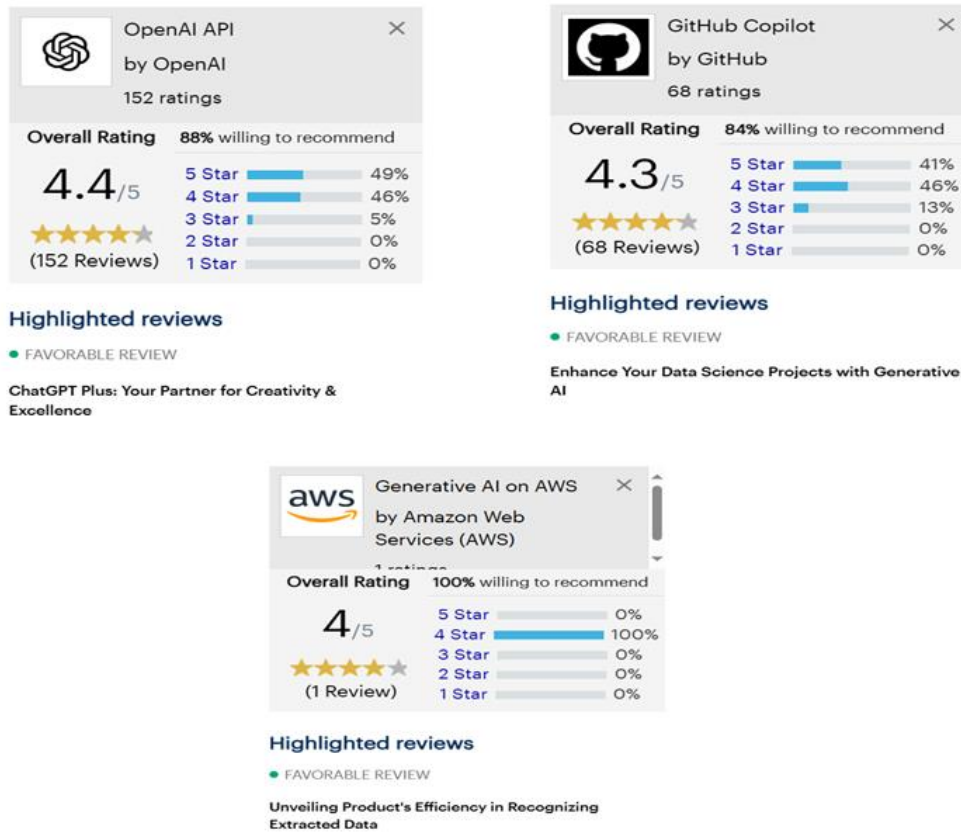 OpenAI API
by OpenAI
152 ratings
Overall Rating
88% willing to recommend
4.4/5
(152 Reviews)
5 Star 49%
4 Star 46%
3 Star 5%
2 Star 0%
1 Star 0%
Highlighted reviews
FAVORABLE REVIEW
ChatGPT Plus: Your Partner for Creativity &
Excellence
GitHub Copilot
by GitHub
68 ratings
Overall Rating
84% willing to recommend
4.3/5
(68 Reviews)
5 Star 41%
4 Star 46%
3 Star 13%
2 Star 0%
1 Star 0%
Highlighted reviews
FAVORABLE REVIEW
Enhance Your Data Science Projects with Generative
AI
aws
Generative AI on AWS
by Amazon Web
Services (AWS)
1 ratings
Overall Rating
100% willing to recommend
4/5
(1 Review)
5 Star 0%
4 Star 100%
3 Star 0%
2 Star 0%
1 Star 0%
Highlighted reviews
FAVORABLE REVIEW
Unveiling Product's Efficiency in Recognizing
Extracted Data